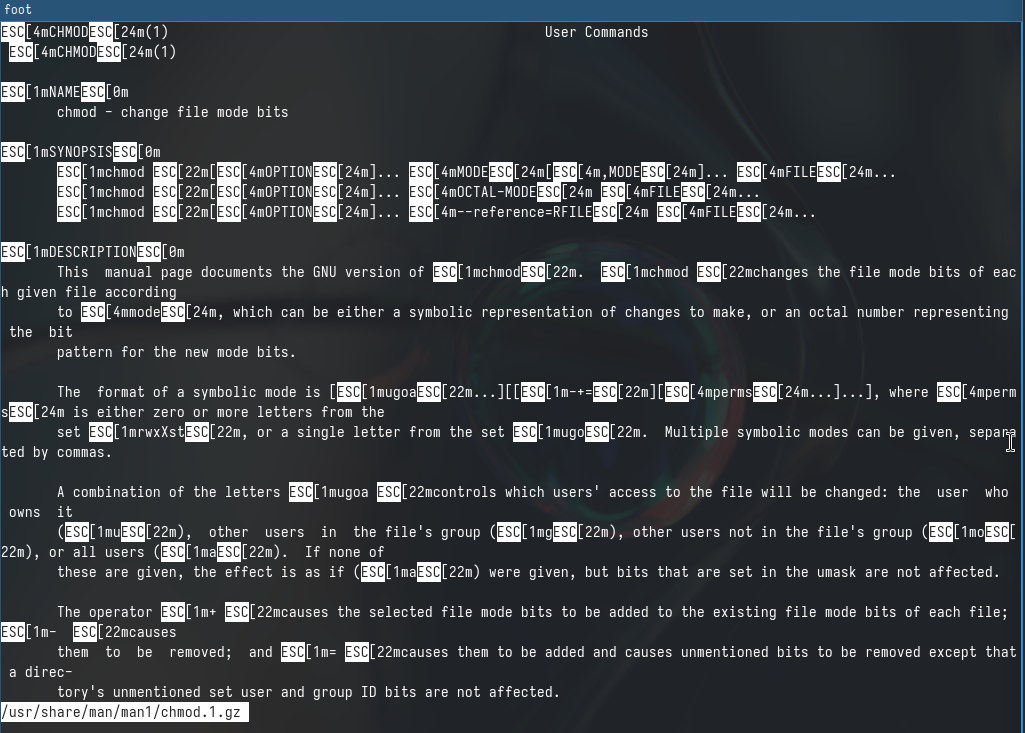 foot
ESC[4mCHMODESC[24m(1)                                               User Commands
 ESC[4mCHMODESC[24m(1)

ESC[1mNAMEESC[0m
       chmod - change file mode bits

ESC[1mSYNOPSISESC[0m
       ESC[1mchmod ESC[22m[ESC[4mOPTIONESC[24m]... ESC[4mMODEESC[24m[ESC[4m,MODEESC[24m]... ESC[4mFILEESC[24m...
       ESC[1mchmod ESC[22m[ESC[4mOPTIONESC[24m]... ESC[4mOCTAL-MODEESC[24m ESC[4mFILEESC[24m...
       ESC[1mchmod ESC[22m[ESC[4mOPTIONESC[24m]... ESC[4m--reference=RFILEESC[24m ESC[4mFILEESC[24m...

ESC[1mDESCRIPTIONESC[0m
       This  manual page documents the GNU version of ESC[1mchmodESC[22m.  ESC[1mchmod ESC[22mchanges the file mode bits of eac
h given file according
       to ESC[4mmodeESC[24m, which can be either a symbolic representation of changes to make, or an octal number representing
 the  bit
       pattern for the new mode bits.

       The  format of a symbolic mode is [ESC[1mugoaESC[22m...][[ESC[1m-+=ESC[22m][ESC[4mpermsESC[24m...]...], where ESC[4mperm
sESC[24m is either zero or more letters from the
       set ESC[1mrwxXstESC[22m, or a single letter from the set ESC[1mugoESC[22m.  Multiple symbolic modes can be given, separa
ted by commas.

       A combination of the letters ESC[1mugoa ESC[22mcontrols which users' access to the file will be changed: the  user  who
 owns  it
       (ESC[1muESC[22m),  other  users  in  the file's group (ESC[1mgESC[22m), other users not in the file's group (ESC[1moESC[
22m), or all users (ESC[1maESC[22m).  If none of
       these are given, the effect is as if (ESC[1maESC[22m) were given, but bits that are set in the umask are not affected.

       The operator ESC[1m+ ESC[22mcauses the selected file mode bits to be added to the existing file mode bits of each file;
ESC[1m-  ESC[22mcauses
       them  to  be  removed;  and ESC[1m= ESC[22mcauses them to be added and causes unmentioned bits to be removed except that
 a direc-
       tory's unmentioned set user and group ID bits are not affected.
/usr/share/man/man1/chmod.1.gz